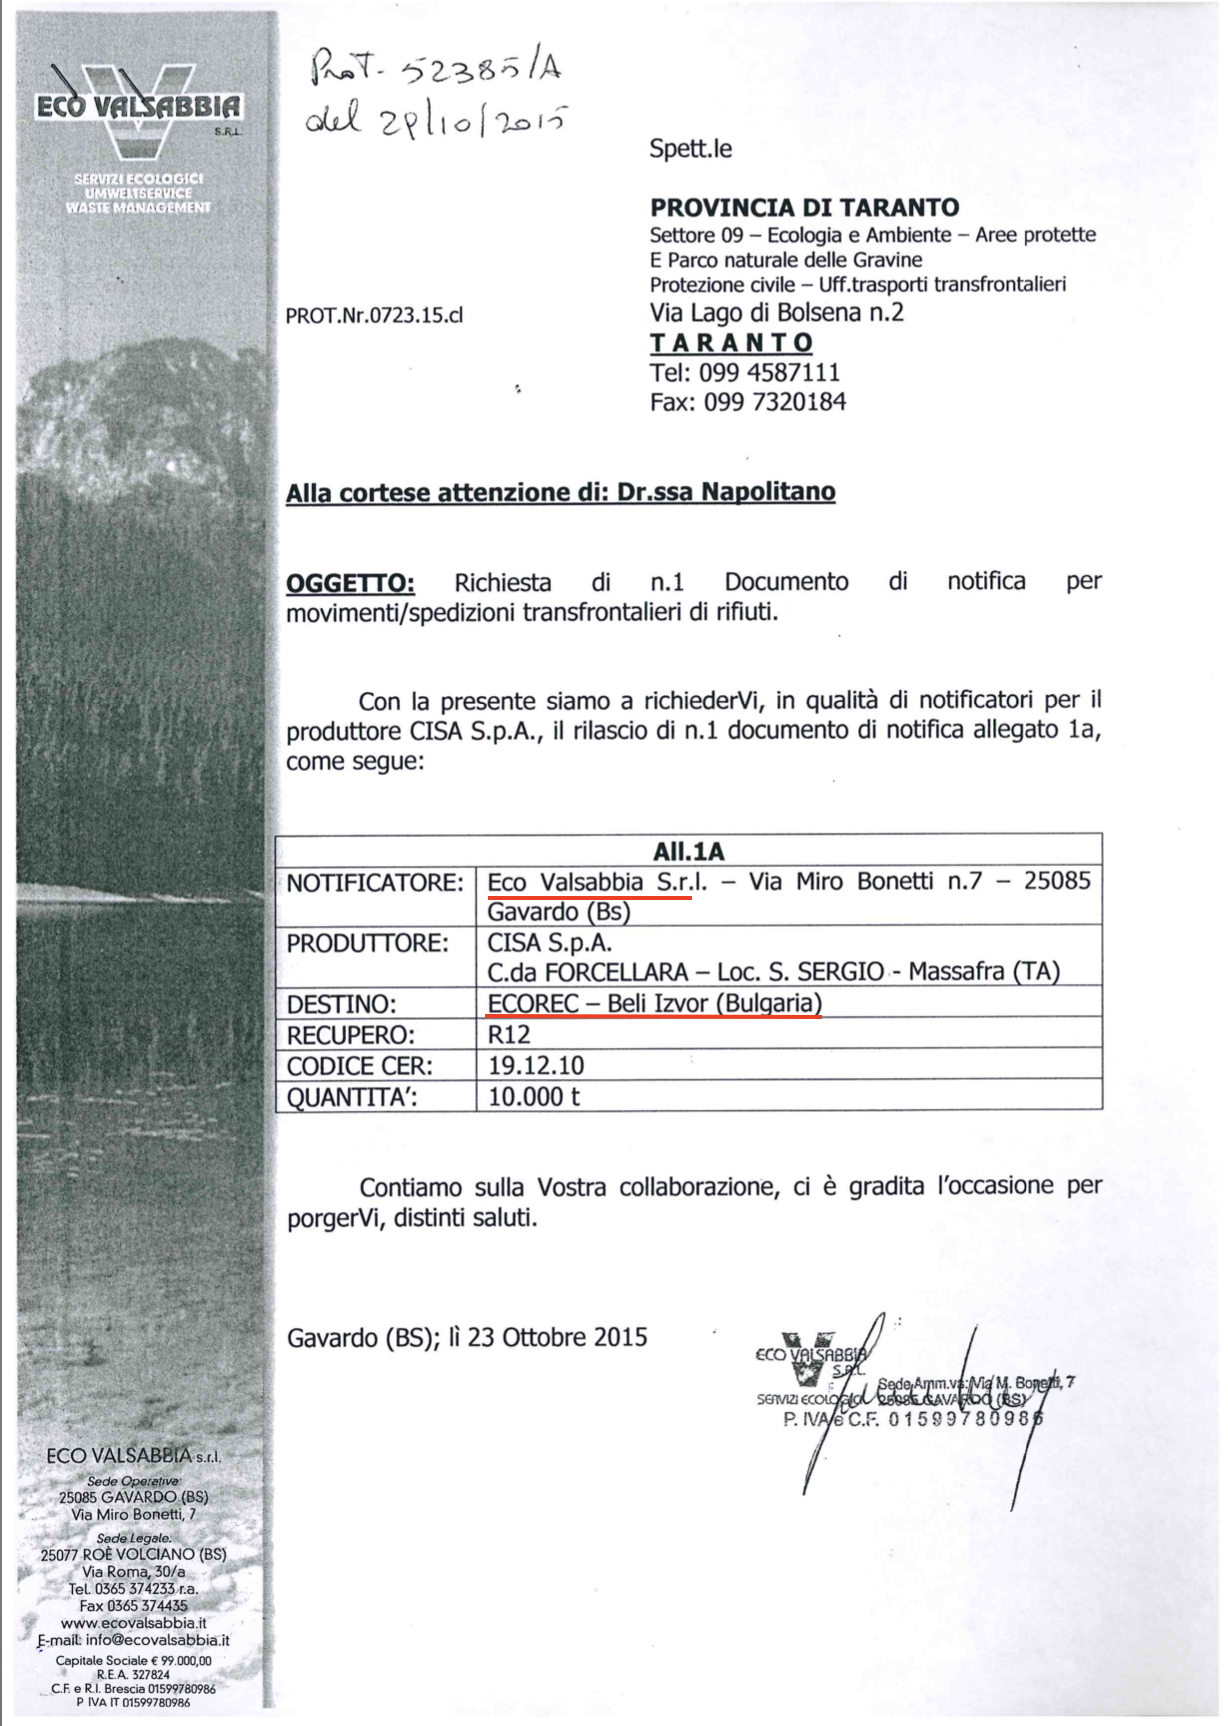 ECO VALSABBIA
S.R.L.
SERVIZI ECOLOGICI
UMWELTSERVICE
WASTE MANAGEMENT
Prot. 52385/A
del 29/10/2015
Spett.le
PROVINCIA DI TARANTO
Settore 09 – Ecologia e Ambiente – Aree protette
E Parco naturale delle Gravine
Protezione civile – Uff.trasporti transfrontalieri
PROT.Nr.0723.15.cl
Via Lago di Bolsena n.2
TARANTO
Tel: 099 4587111
Fax: 099 7320184
Alla cortese attenzione di: Dr.ssa Napolitano
OGGETTO: Richiesta di n.1 Documento di notifica per
movimenti/spedizioni transfrontalieri di rifiuti.
Con la presente siamo a richiederVi, in qualità di notificatori per il
produttore CISA S.p.A., il rilascio di n.1 documento di notifica allegato 1a,
come segue:
All.1A
NOTIFICATORE: Eco Valsabbia S.r.l. – Via Miro Bonetti n.7 – 25085
Gavardo (Bs)
PRODUTTORE: CISA S.p.A.
C.da FORCELLARA – Loc. S. SERGIO - Massafra (TA)
DESTINO: ECOREC – Beli Izvor (Bulgaria)
RECUPERO: R12
CODICE CER: 19.12.10
QUANTITA': 10.000 t
Contiamo sulla Vostra collaborazione, ci è gradita l'occasione per
porgerVi, distinti saluti.
Gavardo (BS); lì 23 Ottobre 2015
ECO VALSABBIA
S.R.L.
Sede Amm.va: Via M. Bonetti, 7
SERVIZI ECOLOGICI 25085 GAVARDO (BS)
P. IVA e C.F. 01599780986
ECO VALSABBIA s.r.l.
Sede Operativa:
25085 GAVARDO (BS)
Via Miro Bonetti, 7
Sede Legale:
25077 ROÈ VOLCIANO (BS)
Via Roma, 30/a
Tel. 0365 374233 r.a.
Fax 0365 374435
www.ecovalsabbia.it
E-mail: info@ecovalsabbia.it
Capitale Sociale € 99.000,00
R.E.A. 327824
C.F. e R.I. Brescia 01599780986
P. IVA IT 01599780986